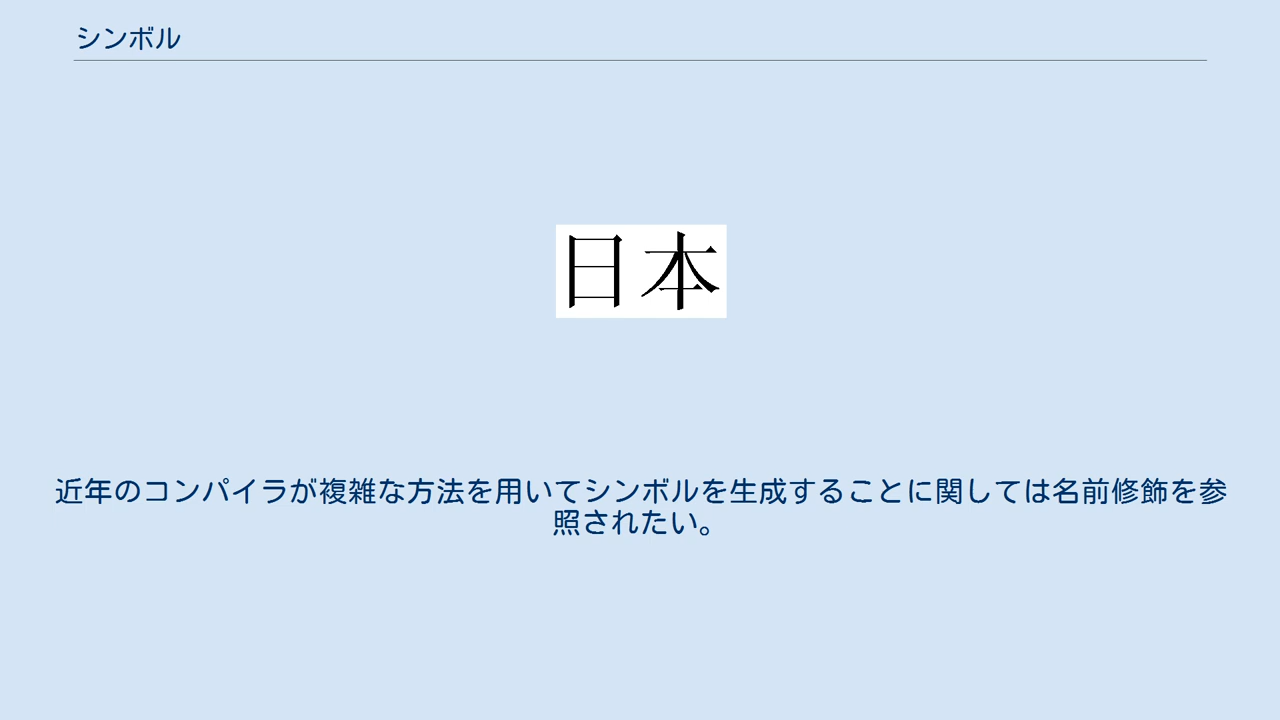 シンボル
日本
近年のコンパイラが複雑な方法を用いてシンボルを生成することに関しては名前修飾を参
照されたい。